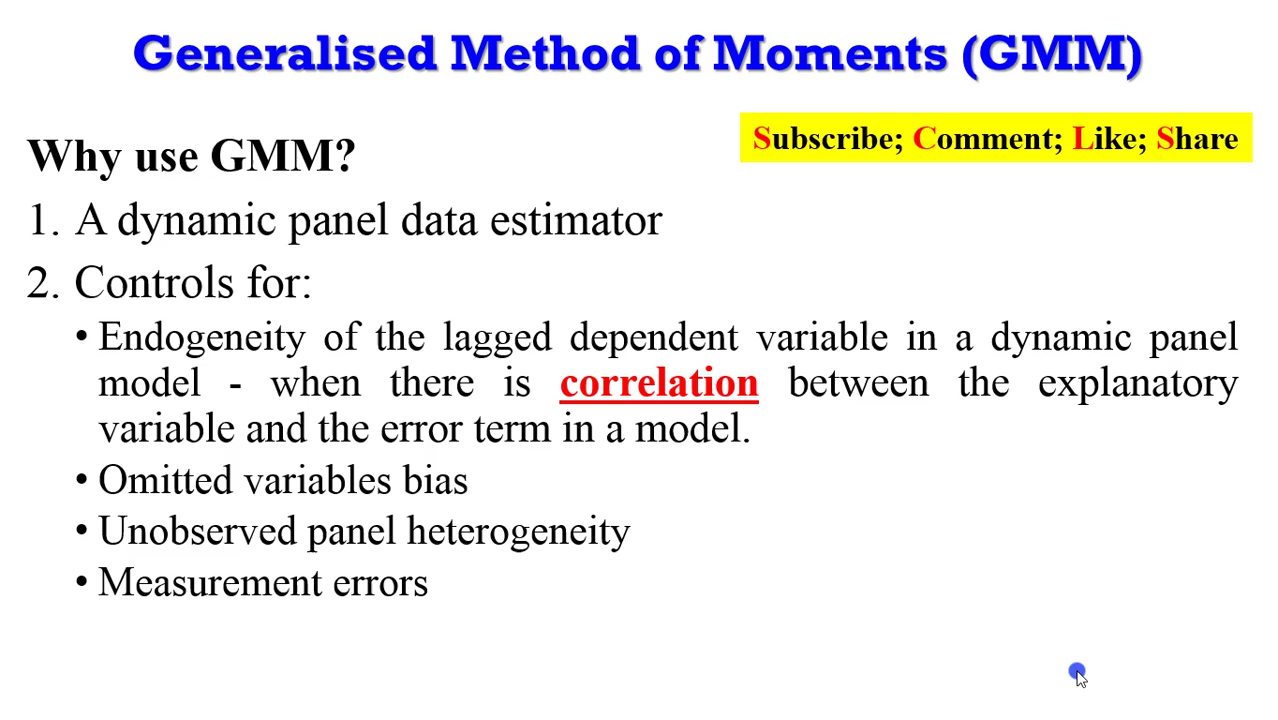 Generalised Method of Moments (GMM)
Subscribe; Comment; Like; Share
Why use GMM?
1. A dynamic panel data estimator
2. Controls for:
• Endogeneity of the lagged dependent variable in a dynamic panel
model - when there is correlation between the explanatory
variable and the error term in a model.
• Omitted variables bias
• Unobserved panel heterogeneity
• Measurement errors